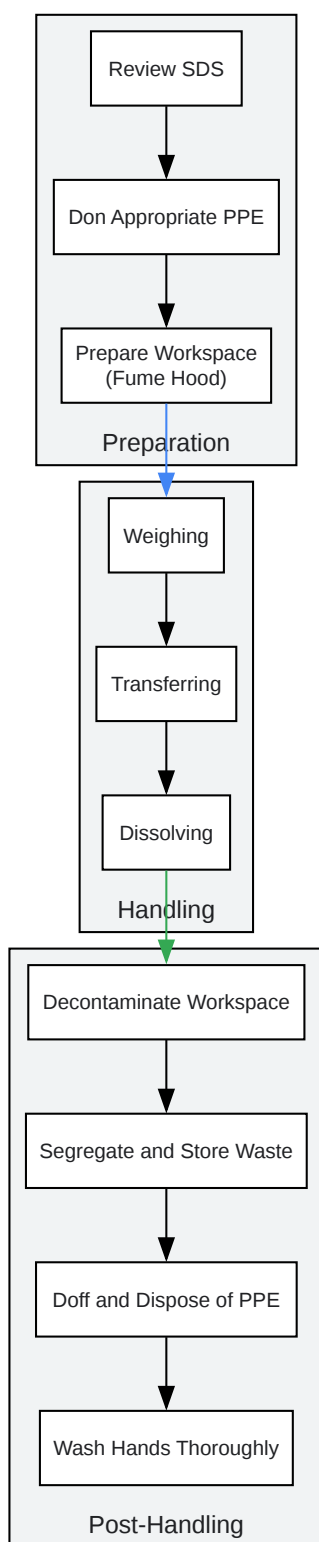 Review SDS
Don Appropriate PPE
Prepare Workspace
(Fume Hood)
Preparation
Weighing
Transferring
Dissolving
Handling
Decontaminate Workspace
Segregate and Store Waste
Doff and Dispose of PPE
Wash Hands Thoroughly
Post-Handling